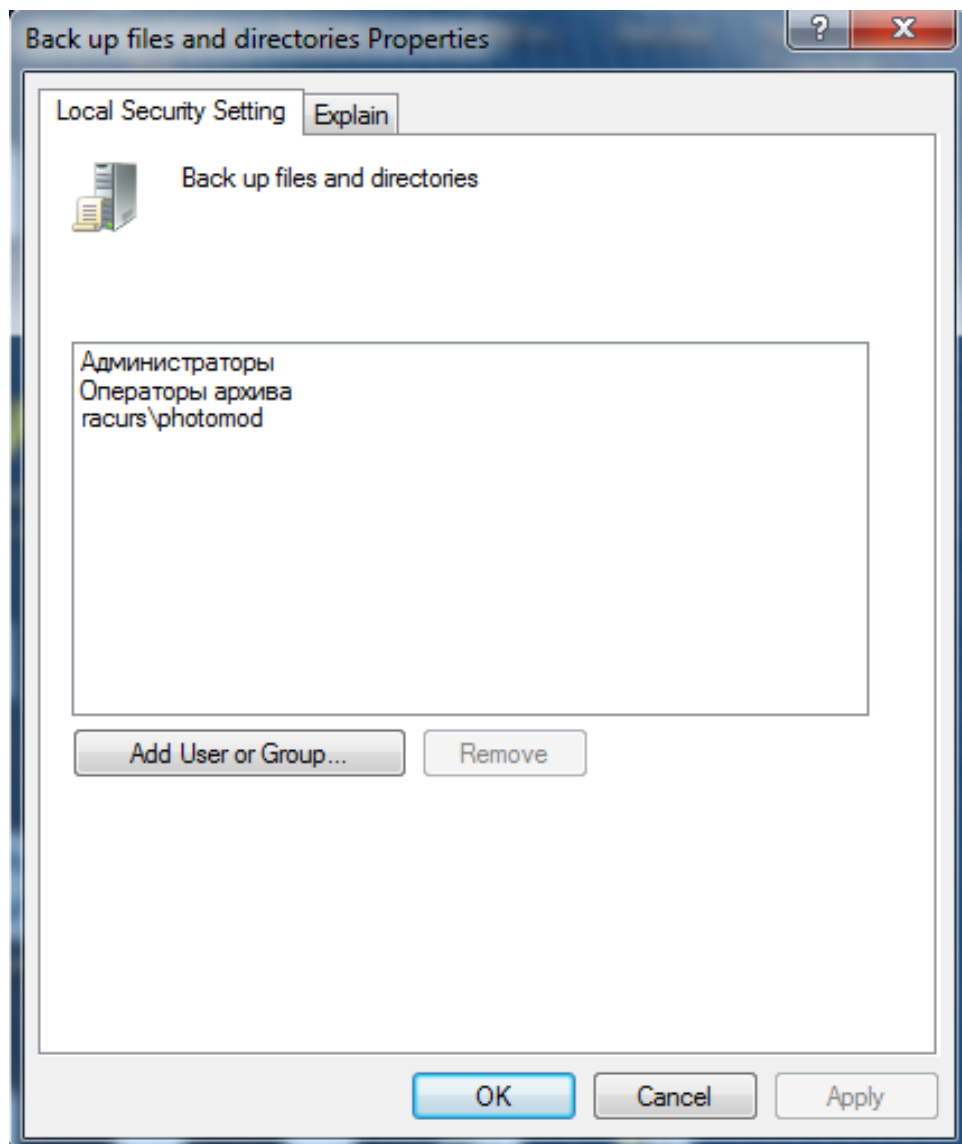 Back up files and directories Properties
?
x
Local Security Setting
Explain
Back up files and directories
Администраторы
Операторы архива
racurs\photomod
Add User or Group...
Remove
OK
Cancel
Apply